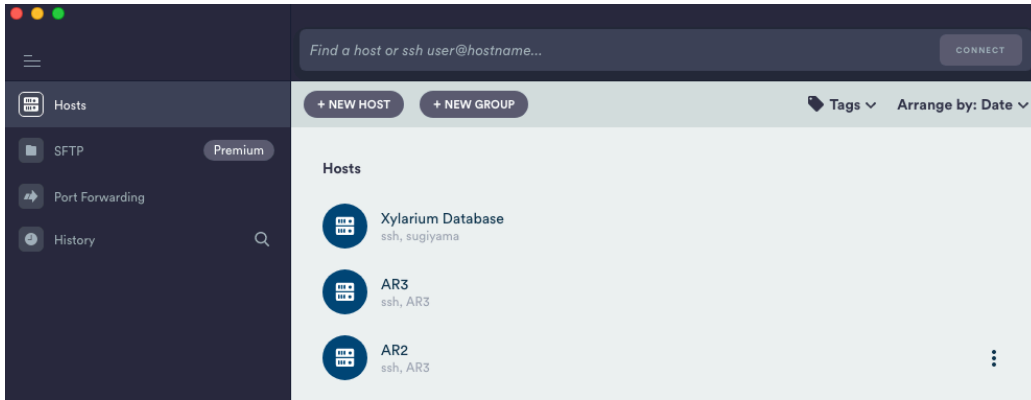 Find a host or ssh user@hostname...
CONNECT
Hosts
SFTP
Premium
Port Forwarding
History
+ NEW HOST
+ NEW GROUP
Tags
Arrange by: Date
Hosts
Xylarium Database
ssh, sugiyama
AR3
ssh, AR3
AR2
ssh, AR3